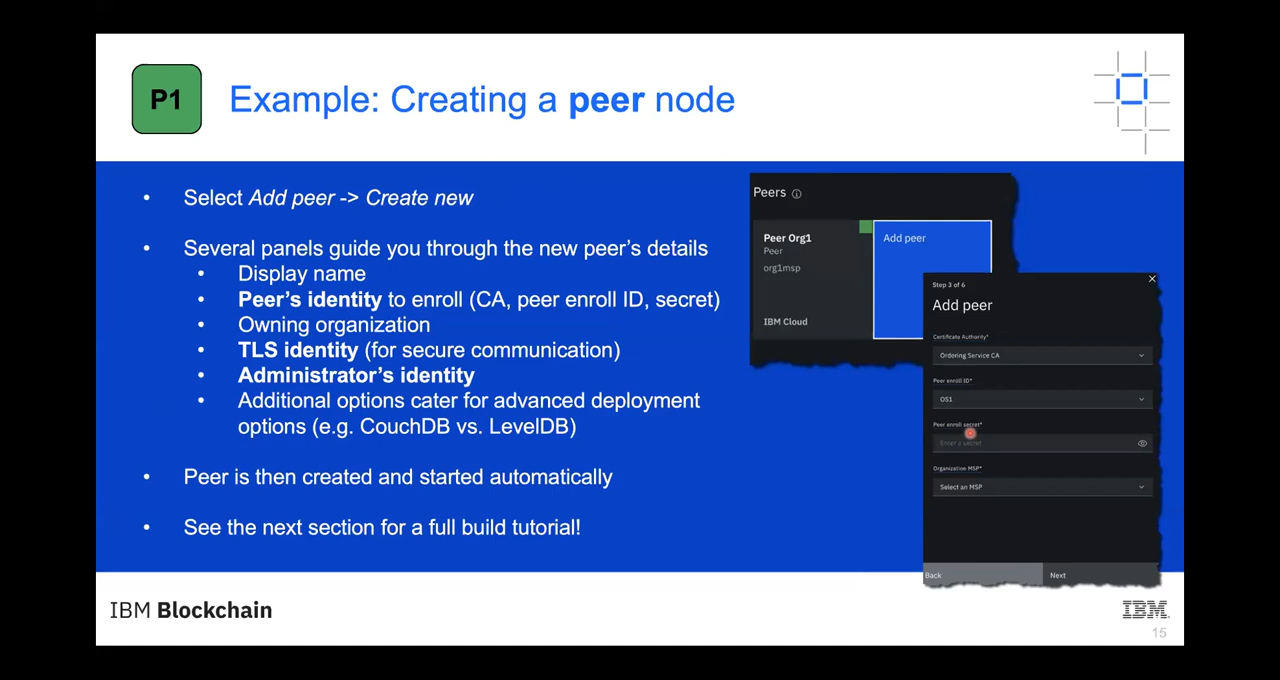 P1
Example: Creating a peer node
• Select Add peer -> Create new
• Several panels guide you through the new peer's details
• Display name
• Peer's identity to enroll (CA, peer enroll ID, secret)
• Owning organization
• TLS identity (for secure communication)
• Administrator's identity
• Additional options cater for advanced deployment
options (e.g. CouchDB vs. LevelDB)
• Peer is then created and started automatically
• See the next section for a full build tutorial!
Peers
Peer Org1
Peer
org1msp
IBM Cloud
Add peer
Step 3 of 6
Add peer
Certificate Authority*
Ordering Service CA
Peer enroll ID*
OS1
Peer enroll secret*
Enter a secret
Organization MSP*
Select an MSP
Back
Next
IBM Blockchain
IBM
15